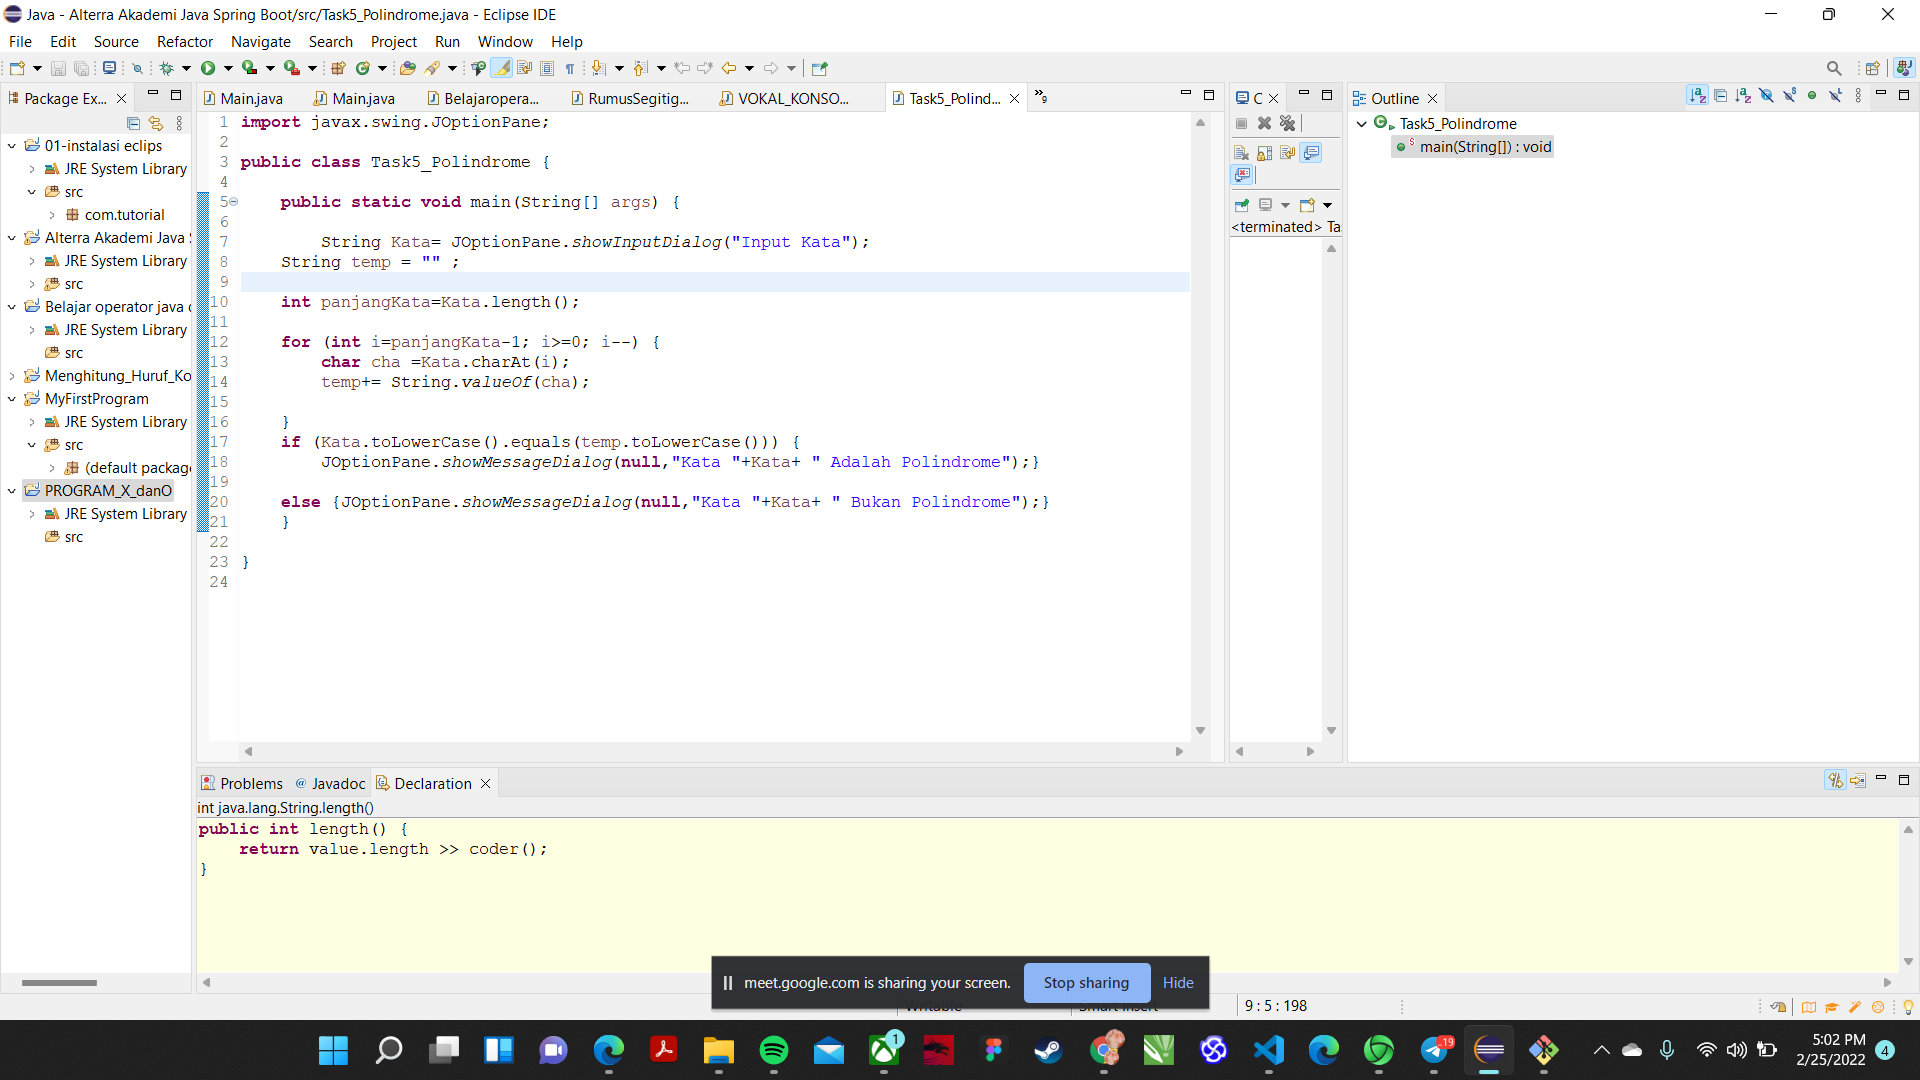 Java - Alterra Akademi Java Spring Boot/src/Task5_Polindrome.java - Eclipse IDE
File Edit Source Refactor Navigate Search Project Run Window Help
Package Ex...
01-instalasi eclips
JRE System Library
src
com.tutorial
Alterra Akademi Java
JRE System Library
src
Belajar operator java
JRE System Library
src
Menghitung_Huruf_Ko
MyFirstProgram
JRE System Library
src
(default package
PROGRAM_X_danO
JRE System Library
src
Main.java Main.java Belajaropera... RumusSegitig... VOKAL_KONSO... Task5_Polind... »9
1 import javax.swing.JOptionPane;
2
3 public class Task5_Polindrome {
4
5 public static void main(String[] args) {
6
7 String Kata= JOptionPane.showInputDialog("Input Kata");
8 String temp = "" ;
9
10 int panjangKata=Kata.length();
11
12 for (int i=panjangKata-1; i>=0; i--) {
13 char cha =Kata.charAt(i);
14 temp+= String.valueOf(cha);
15
16 }
17 if (Kata.toLowerCase().equals(temp.toLowerCase())) {
18 JOptionPane.showMessageDialog(null,"Kata "+Kata+ " Adalah Polindrome");}
19
20 else {JOptionPane.showMessageDialog(null,"Kata "+Kata+ " Bukan Polindrome");}
21 }
22
23 }
24
C
<terminated> Ta
Outline
Task5_Polindrome
main(String[]) : void
Problems @ Javadoc Declaration
int java.lang.String.length()
public int length() {
return value.length >> coder();
}
meet.google.com is sharing your screen. Stop sharing Hide
Writable Smart Insert 9 : 5 : 198
1
19
5:02 PM
2/25/2022
4